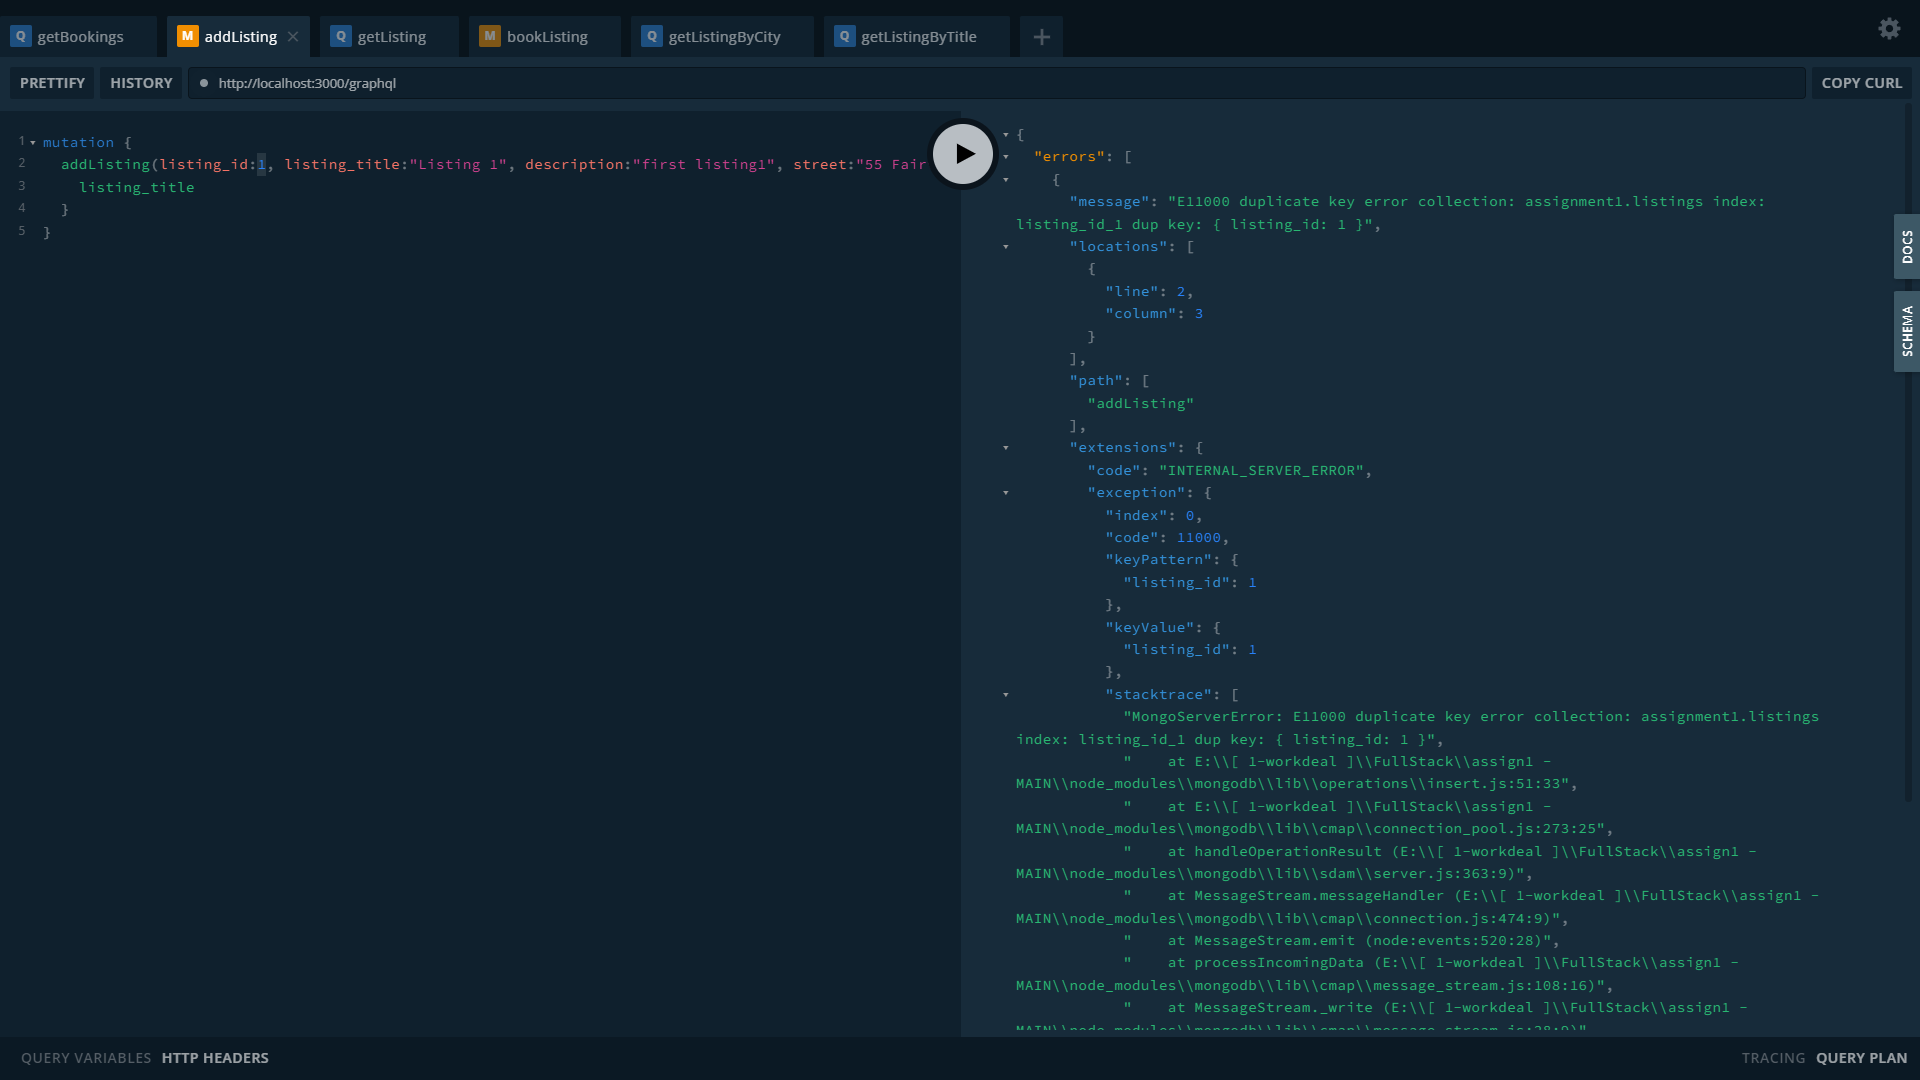 Q getBookings
M addListing
Q getListing
M bookListing
Q getListingByCity
Q getListingByTitle
PRETTIFY HISTORY http://localhost:3000/graphql COPY CURL
1 mutation {
2 addListing(listing_id:1, listing_title:"Listing 1", description:"first listing1", street:"55 Fair
3 listing_title
4 }
5 }
{
"errors": [
{
"message": "E11000 duplicate key error collection: assignment1.listings index:
listing_id_1 dup key: { listing_id: 1 }",
"locations": [
{
"line": 2,
"column": 3
}
],
"path": [
"addListing"
],
"extensions": {
"code": "INTERNAL_SERVER_ERROR",
"exception": {
"index": 0,
"code": 11000,
"keyPattern": {
"listing_id": 1
},
"keyValue": {
"listing_id": 1
},
"stacktrace": [
"MongoServerError: E11000 duplicate key error collection: assignment1.listings
index: listing_id_1 dup key: { listing_id: 1 }",
"    at E:\\[ 1-workdeal ]\\FullStack\\assign1 -
MAIN\\node_modules\\mongodb\\lib\\operations\\insert.js:51:33",
"    at E:\\[ 1-workdeal ]\\FullStack\\assign1 -
MAIN\\node_modules\\mongodb\\lib\\cmap\\connection_pool.js:273:25",
"    at handleOperationResult (E:\\[ 1-workdeal ]\\FullStack\\assign1 -
MAIN\\node_modules\\mongodb\\lib\\sdam\\server.js:363:9)",
"    at MessageStream.messageHandler (E:\\[ 1-workdeal ]\\FullStack\\assign1 -
MAIN\\node_modules\\mongodb\\lib\\cmap\\connection.js:474:9)",
"    at MessageStream.emit (node:events:520:28)",
"    at processIncomingData (E:\\[ 1-workdeal ]\\FullStack\\assign1 -
MAIN\\node_modules\\mongodb\\lib\\cmap\\message_stream.js:108:16)",
"    at MessageStream._write (E:\\[ 1-workdeal ]\\FullStack\\assign1 -
DOCS
SCHEMA
QUERY VARIABLES HTTP HEADERS
TRACING QUERY PLAN